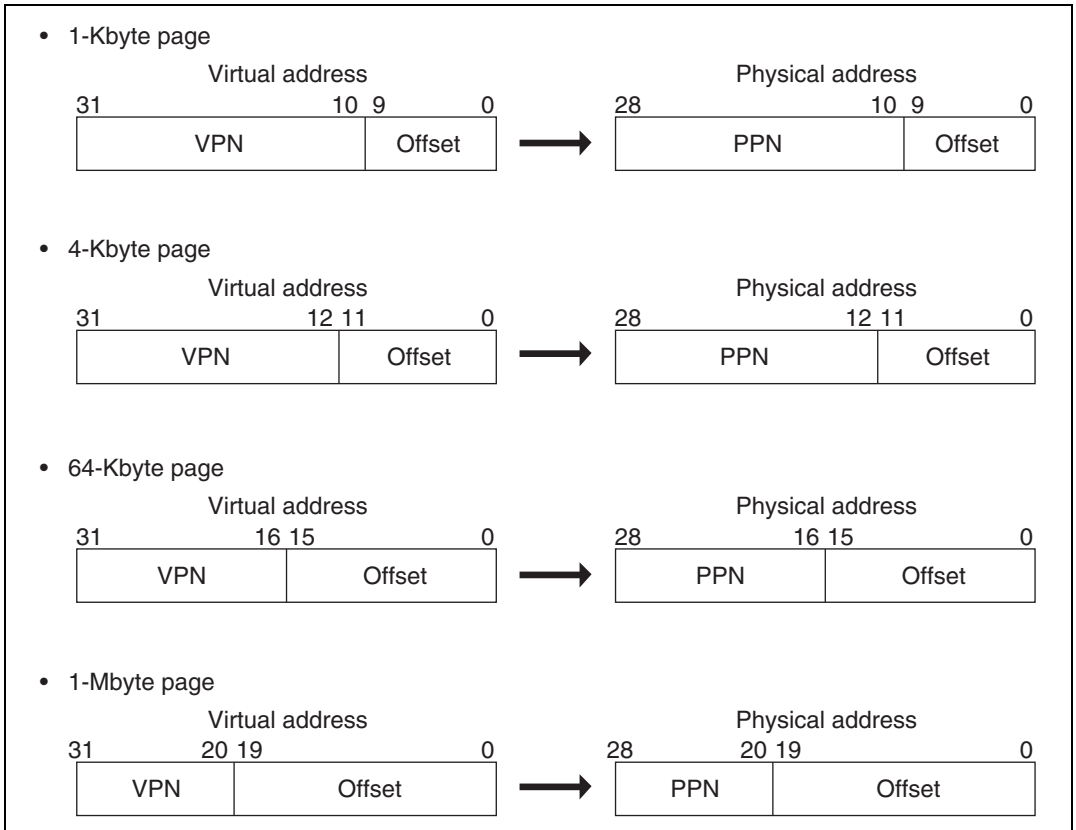 • 1-Kbyte page
Virtual address Physical address
31 10 9 0 28 10 9 0
VPN Offset PPN Offset
• 4-Kbyte page
Virtual address Physical address
31 12 11 0 28 12 11 0
VPN Offset PPN Offset
• 64-Kbyte page
Virtual address Physical address
31 16 15 0 28 16 15 0
VPN Offset PPN Offset
• 1-Mbyte page
Virtual address Physical address
31 20 19 0 28 20 19 0
VPN Offset PPN Offset